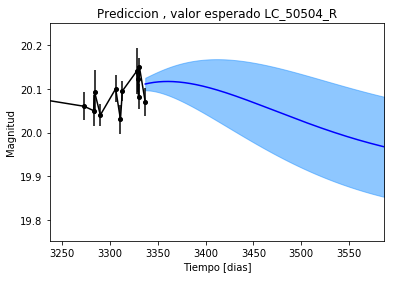 Prediccion , valor esperado LC_50504_R
20.2
20.1
20.0
19.9
19.8
Magnitud
3250 3300 3350 3400 3450 3500 3550
Tiempo [dias]